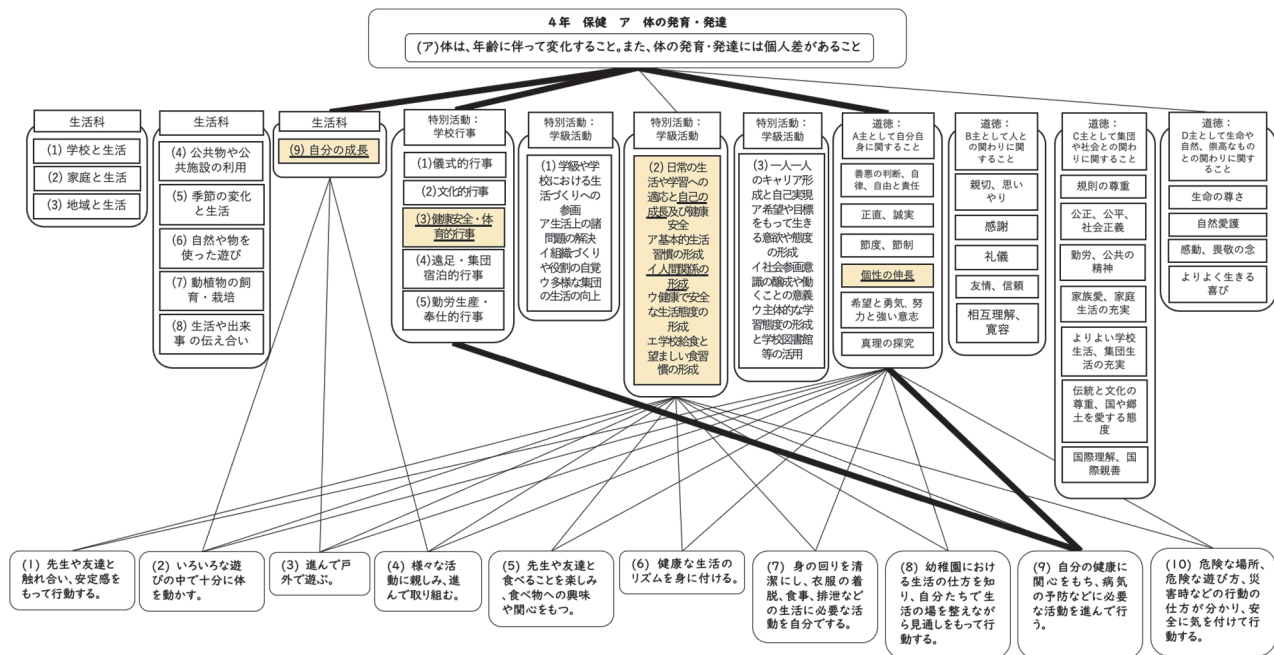 ４年　保健　ア　体の発育・発達
(ア)体は、年齢に伴って変化すること。また、体の発育・発達には個人差があること
生活科
(1) 学校と生活
(2) 家庭と生活
(3) 地域と生活
生活科
(4) 公共物や公
共施設の利用
(5) 季節の変化
と生活
(6) 自然や物を
使った遊び
(7) 動植物の飼
育・栽培
(8) 生活や出来
事 の伝え合い
生活科
(9) 自分の成長
特別活動：
学校行事
(1)儀式的行事
(2)文化的行事
(3)健康安全・体
育的行事
(4)遠足・集団
宿泊的行事
(5)勤労生産・
奉仕的行事
特別活動：
学級活動
(1) 学級や学
校における生
活づくりへの
参画
ア生活上の諸
問題の解決
イ組織づくり
や役割の自覚
ウ多様な集団
の生活の向上
特別活動：
学級活動
(2) 日常の生
活や学習への
適応と自己の
成長及び健康
安全
ア基本的生活
習慣の形成
イ人間関係の
形成
ウ健康で安全
な生活態度の
形成
エ学校給食と
望ましい食習
慣の形成
特別活動：
学級活動
(3) 一人一人
のキャリア形
成と自己実現
ア希望や目標
をもって生き
る意欲や態度
の形成
イ社会参画意
識の醸成や働
くことの意義
ウ主体的な学
習態度の形成
と学校図書館
等の活用
道徳：
A主として自分自
身に関すること
善悪の判断、自
律、自由と責任
正直、誠実
節度、節制
個性の伸長
希望と勇気、努
力と強い意志
真理の探究
道徳：
B主として人と
の関わりに関
すること
親切、思い
やり
感謝
礼儀
友情、信頼
相互理解、
寛容
道徳：
C主として集団
や社会との関わ
りに関すること
規則の尊重
公正、公平、
社会正義
勤労、公共の
精神
家族愛、家庭
生活の充実
よりよい学校
生活、集団生
活の充実
伝統と文化の
尊重、国や郷
土を愛する態
度
国際理解、国
際親善
道徳：
D主として生命や
自然、崇高なもの
との関わりに関す
ること
生命の尊さ
自然愛護
感動、畏敬の念
よりよく生きる
喜び
(1) 先生や友達と
触れ合い、安定感を
もって行動する。
(2) いろいろな遊
びの中で十分に体
を動かす。
(3) 進んで戸
外で遊ぶ。
(4) 様々な活
動に親しみ、進
んで取り組む。
(5) 先生や友達と
食べることを楽しみ
、食べ物への興味
や関心をもつ。
(6) 健康な生活の
リズムを身に付ける。
(7) 身の回りを清
潔にし、衣服の着
脱、食事、排泄などの
の生活に必要な活
動を自分でする。
(8) 幼稚園におけ
る生活の仕方を知
り、自分たちで生
活の場を整えなが
ら見通しをもって行
動する。
(9) 自分の健康に
関心をもち、病気
の予防などに必要
な活動を進んで行
う。
(10) 危険な場所、
危険な遊び方、災
害時などの行動の
仕方が分かり、安
全に気を付けて行
動する。